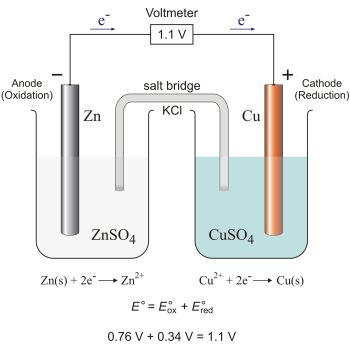 Voltmeter
e⁻ 1.1 V e⁻
Anode
(Oxidation)
−
salt bridge
+
Cathode
(Reduction)
Zn
KCl
Cu
ZnSO₄
CuSO₄
Zn(s) + 2e⁻ ⟶ Zn²⁺
Cu²⁺ + 2e⁻ ⟶ Cu(s)
E° = E°ox + E°red
0.76 V + 0.34 V = 1.1 V